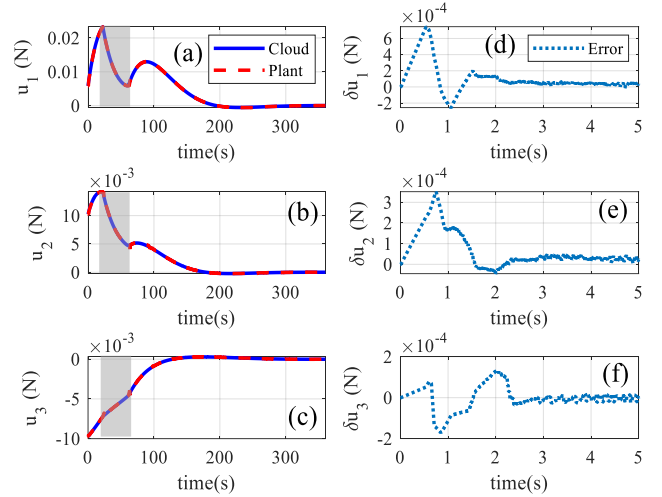 0.02
0.01
0
u1 (N)
(a)
Cloud
Plant
0 100 200 300
time(s)
×10-3
10
5
0
u2 (N)
(b)
0 100 200 300
time(s)
×10-3
0
-5
-10
u3 (N)
(c)
0 100 200 300
time(s)
×10-4
6
4
2
0
-2
δu1 (N)
(d)
Error
0 1 2 3 4 5
time(s)
×10-4
3
2
1
0
δu2 (N)
(e)
0 1 2 3 4 5
time(s)
×10-4
2
0
-2
δu3 (N)
(f)
0 1 2 3 4 5
time(s)